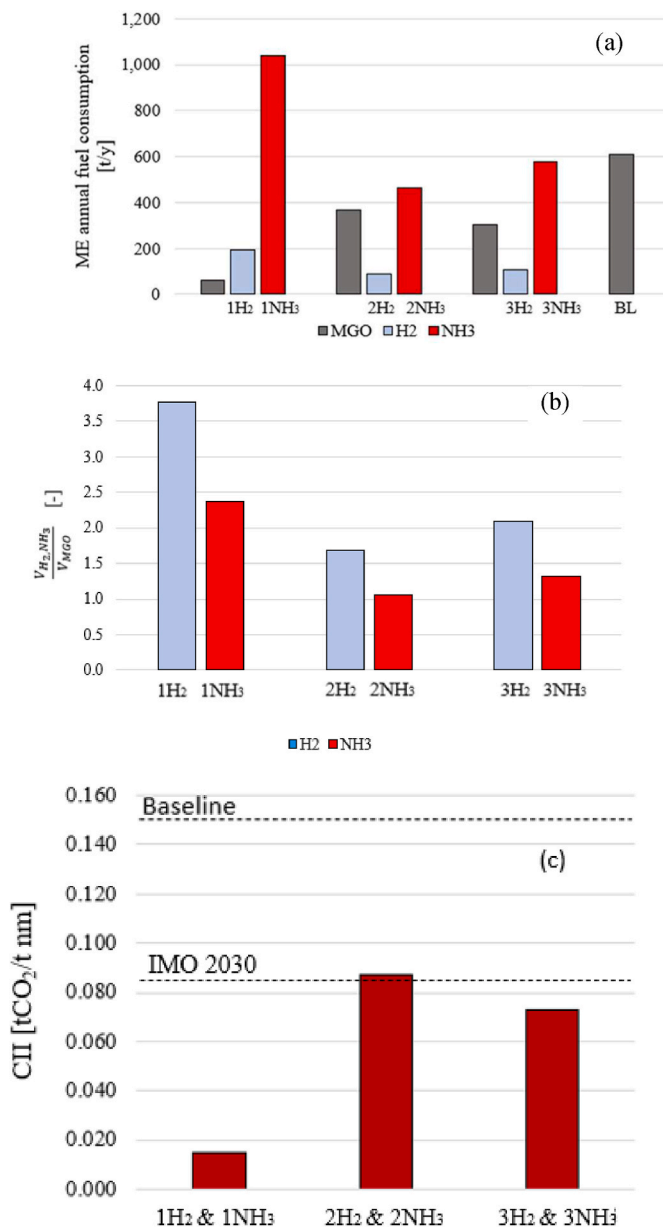 1,200
(a)
1,000
800
600
400
200
0
ME annual fuel consumption
[t/y]
1H2 1NH3
2H2 2NH3
3H2 3NH3
BL
MGO H2 NH3
4.0
(b)
3.5
3.0
2.5
2.0
1.5
1.0
0.5
0.0
V_H2,NH3 / V_MGO [-]
1H2 1NH3
2H2 2NH3
3H2 3NH3
H2 NH3
0.160
Baseline
0.140
(c)
0.120
0.100
IMO 2030
0.080
0.060
0.040
0.020
0.000
CII [tCO2/t nm]
1H2 & 1NH3
2H2 & 2NH3
3H2 & 3NH3